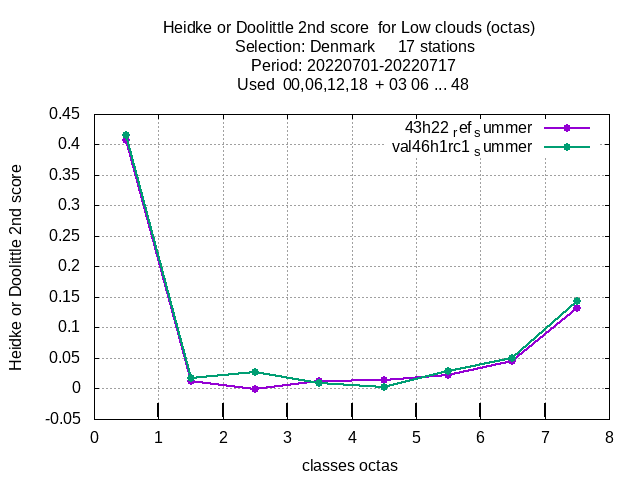 Heidke or Doolittle 2nd score  for Low clouds (octas)
Selection: Denmark     17 stations
Period: 20220701-20220717
Used  00,06,12,18  + 03 06 ... 48
43h22_ref_summer
val46h1rc1_summer
Heidke or Doolittle 2nd score
0.45
0.4
0.35
0.3
0.25
0.2
0.15
0.1
0.05
0
-0.05
0 1 2 3 4 5 6 7 8
classes octas